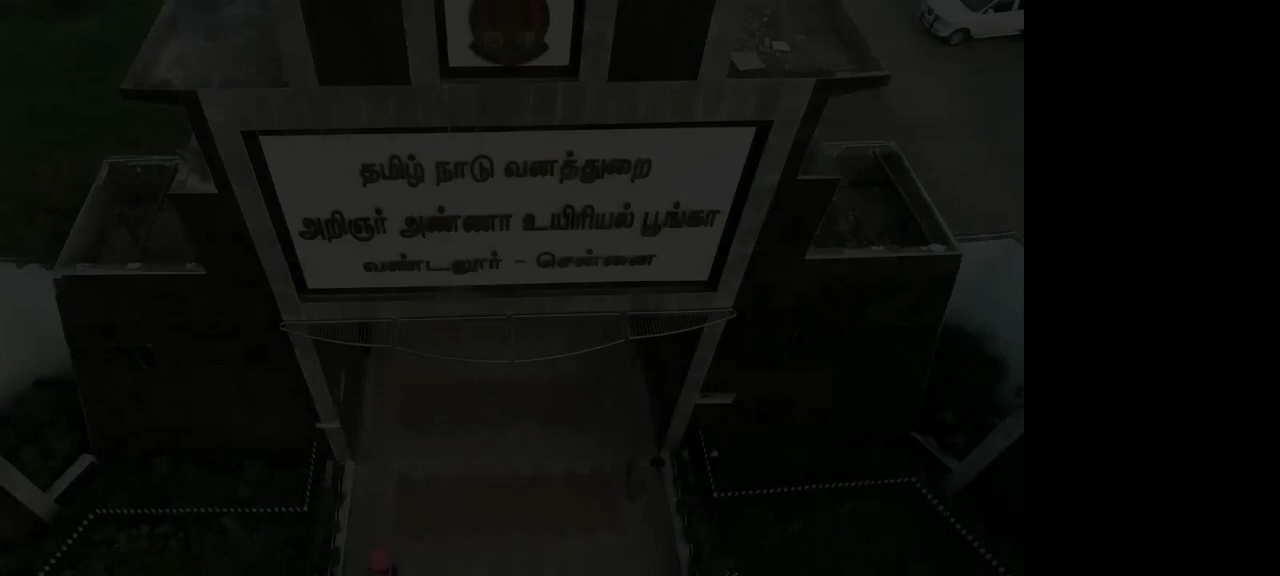 தமிழ் நாடு வனத்துறை
அறிஞர் அண்ணா உயிரியல் பூங்கா
வண்டலூர் - சென்னை